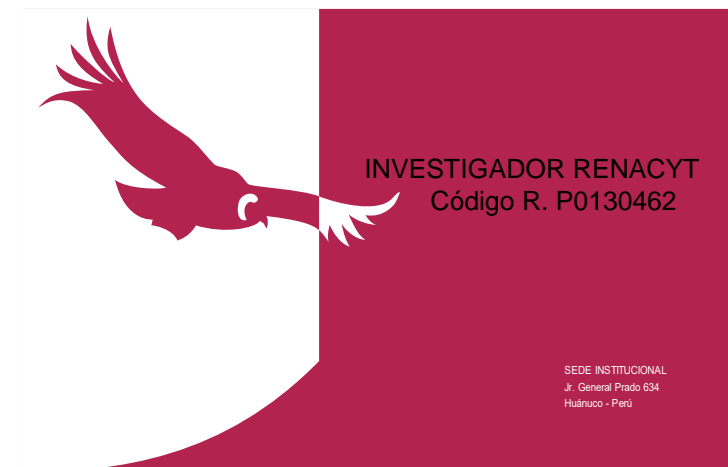 INVESTIGADOR RENACYT
Código R. P0130462
SEDE INSTITUCIONAL
Jr. General Prado 634
Huánuco - Perú